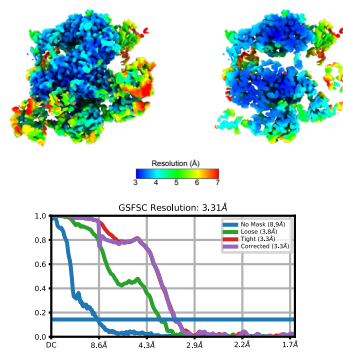 Resolution (Å)
3 4 5 6 7
GSFSC Resolution: 3.31Å
1.0
0.8
0.6
0.4
0.2
0.0
No Mask (8.9Å)
Loose (3.8Å)
Tight (3.3Å)
Corrected (3.3Å)
DC 8.6Å 4.3Å 2.9Å 2.2Å 1.7Å